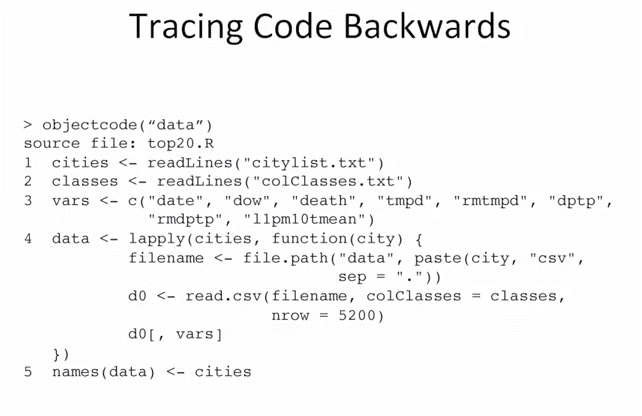 Tracing Code Backwards
> objectcode(“data”)
source file: top20.R
1 cities <- readLines("citylist.txt")
2 classes <- readLines("colClasses.txt")
3 vars <- c("date", "dow", "death", "tmpd", "rmtmpd", "dptp",
"rmdptp", "l1pm10tmean")
4 data <- lapply(cities, function(city) {
filename <- file.path("data", paste(city, "csv",
sep = "."))
d0 <- read.csv(filename, colClasses = classes,
nrow = 5200)
d0[, vars]
})
5 names(data) <- cities